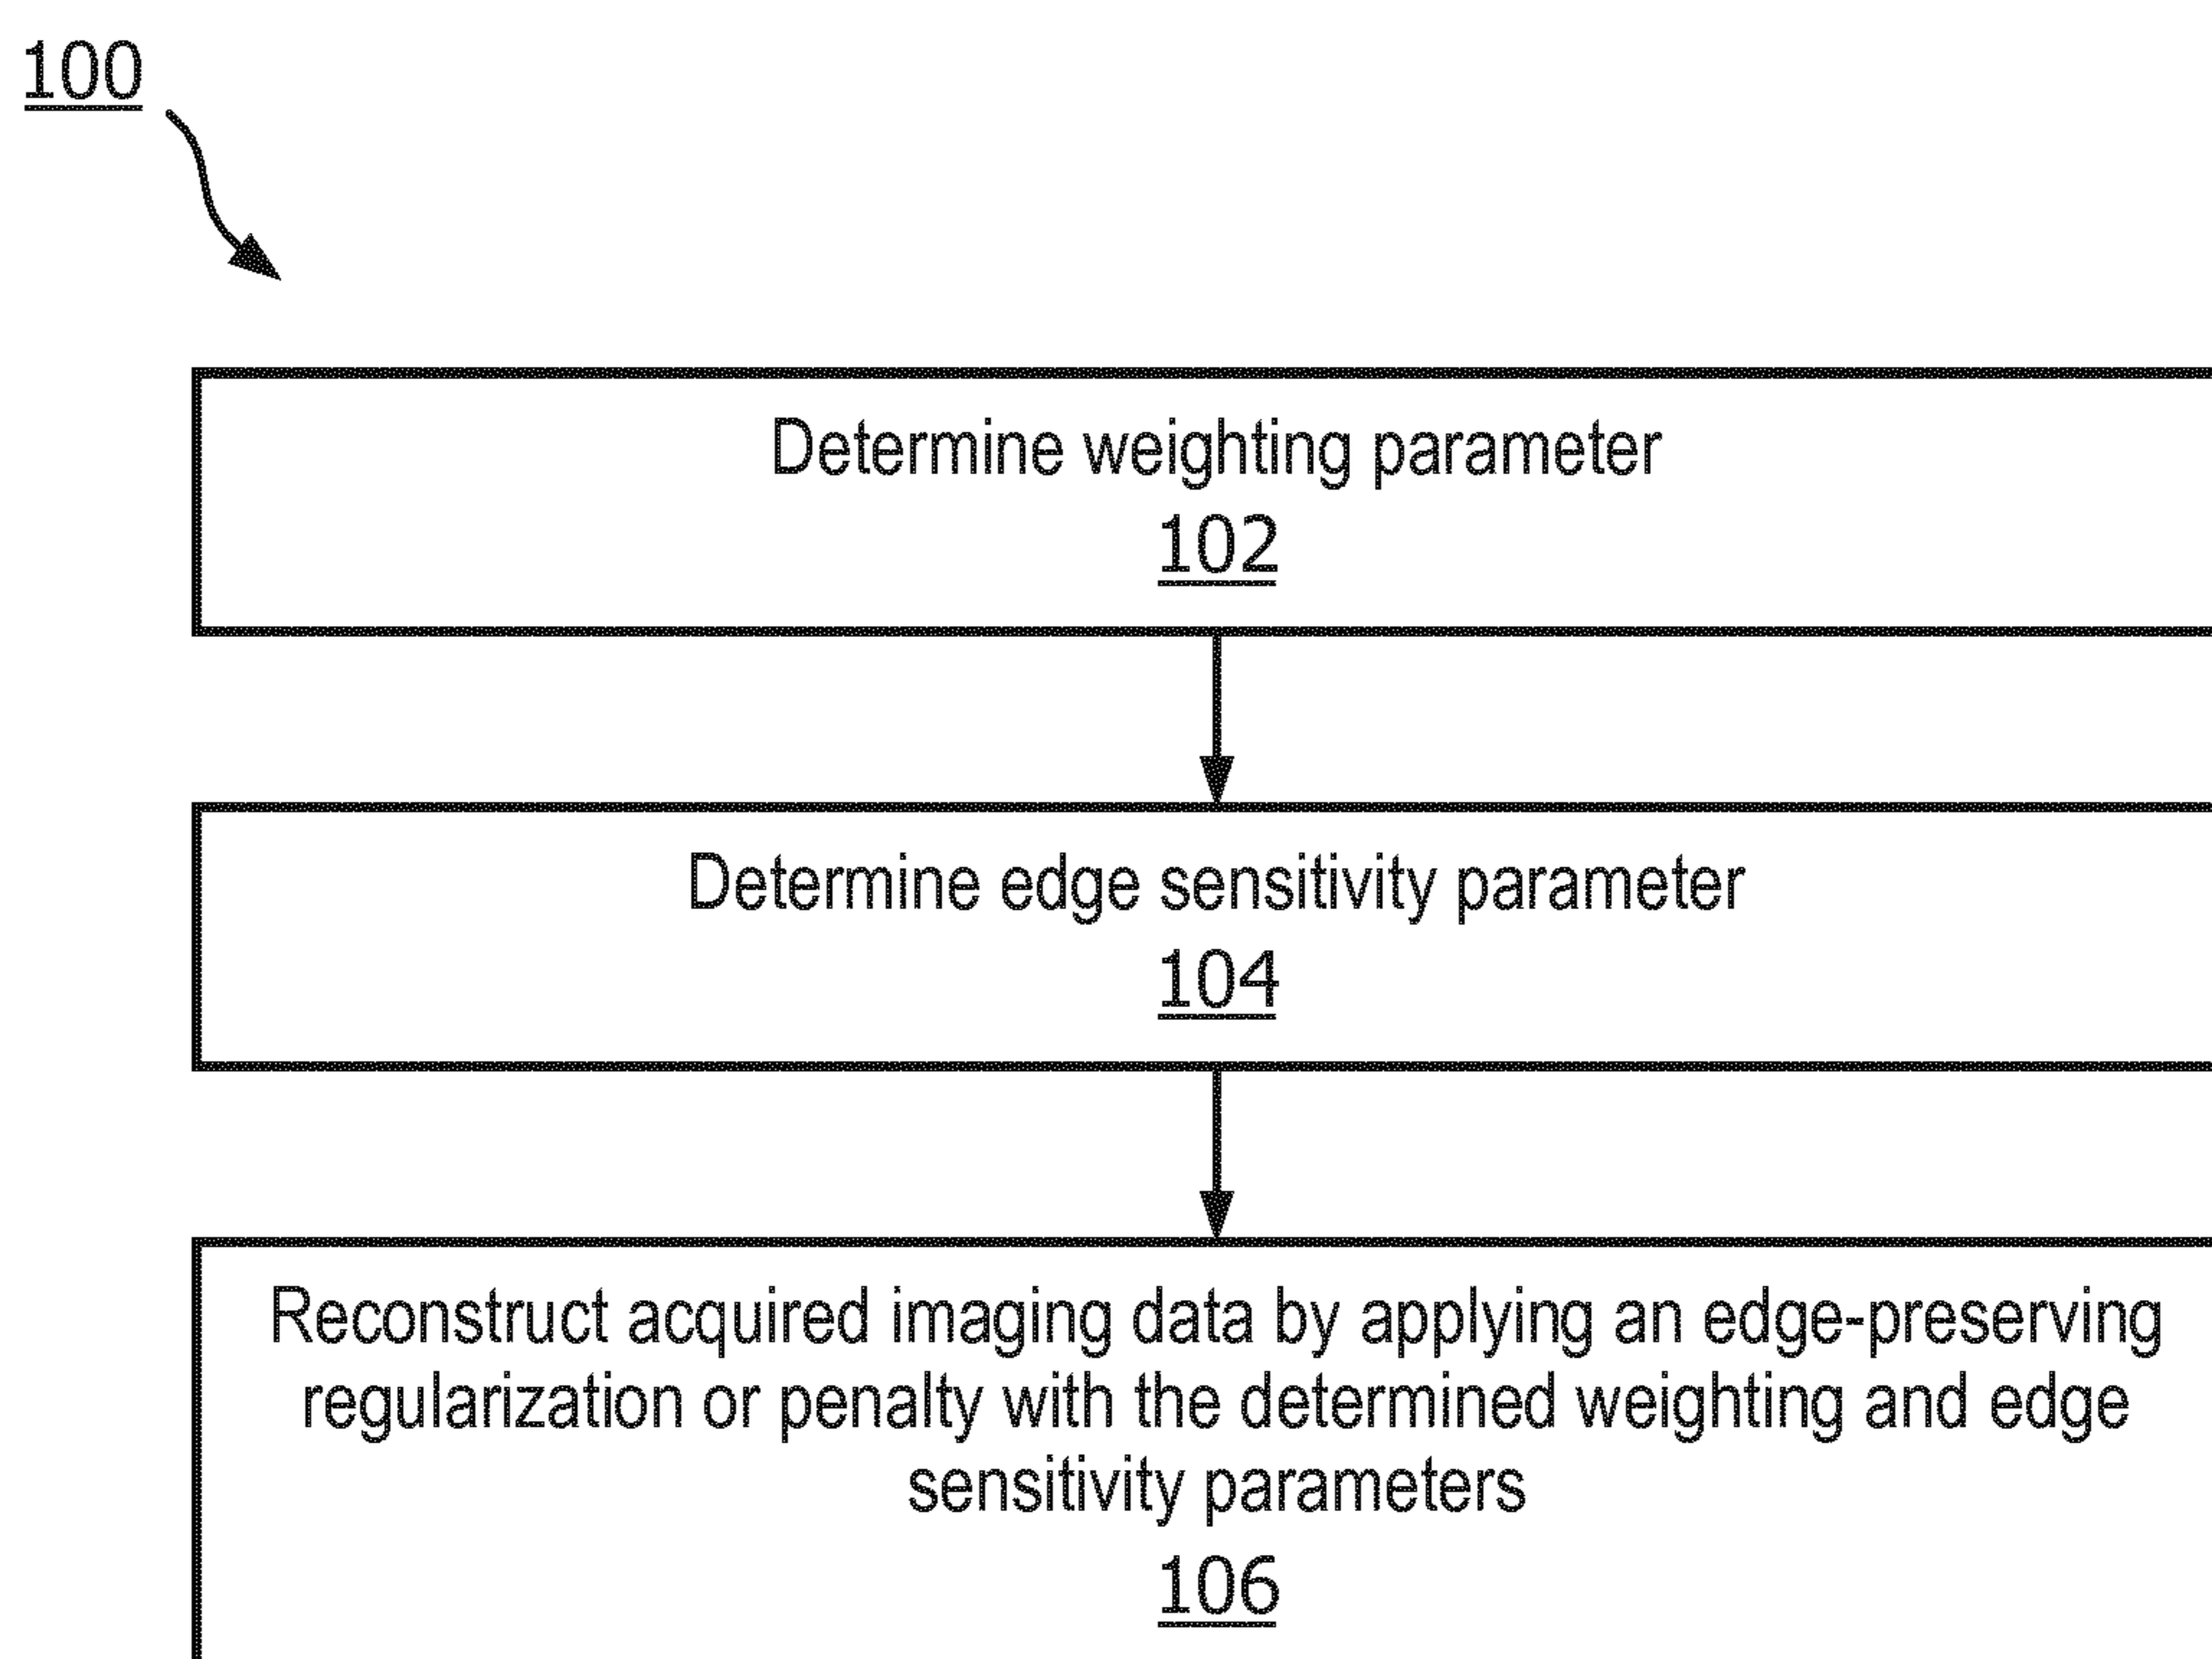 100
Determine weighting parameter
102
Determine edge sensitivity parameter
104
Reconstruct acquired imaging data by applying an edge-preserving
regularization or penalty with the determined weighting and edge
sensitivity parameters
106